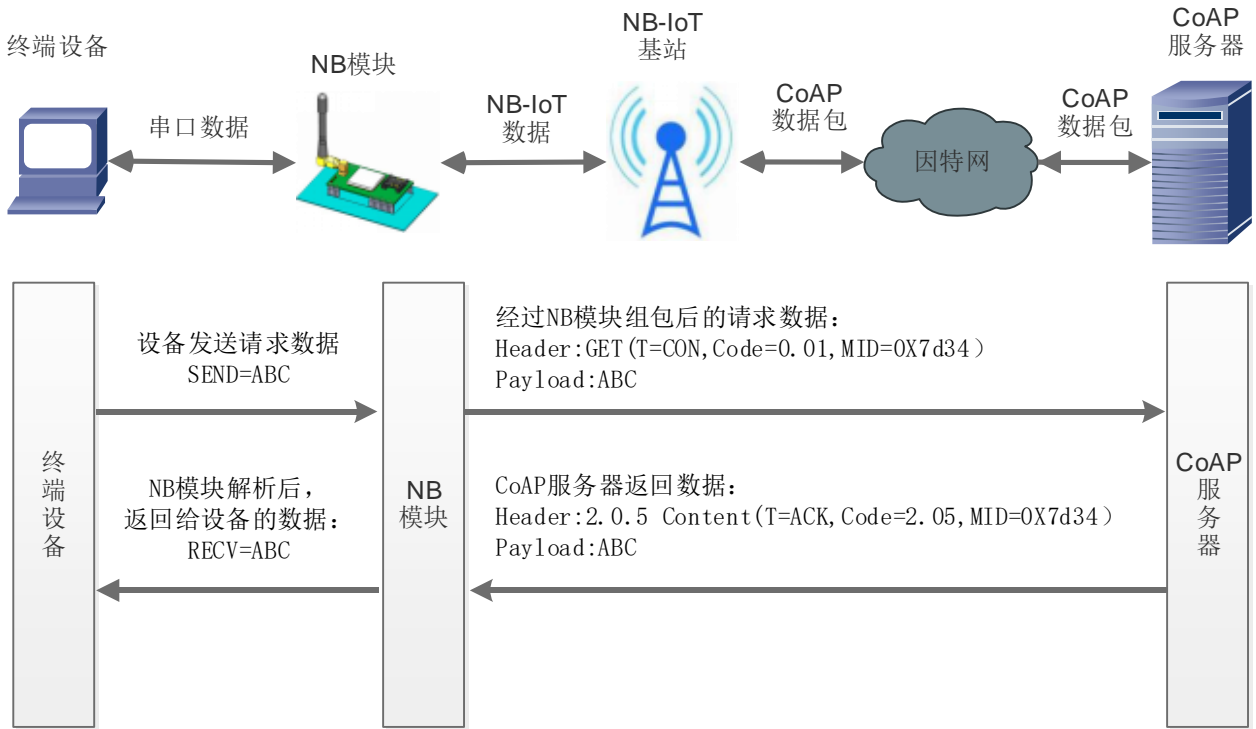 终端设备
NB模块
NB-IoT
基站
CoAP
服务器
串口数据
NB-IoT
数据
CoAP
数据包
因特网
CoAP
数据包
设备发送请求数据
SEND=ABC
经过NB模块组包后的请求数据：
Header:GET(T=CON,Code=0.01,MID=0X7d34)
Payload:ABC
终
端
设
备
NB模块解析后，
返回给设备的数据：
RECV=ABC
NB
模块
CoAP服务器返回数据：
Header:2.0.5 Content(T=ACK,Code=2.05,MID=0X7d34)
Payload:ABC
CoAP
服
务
器